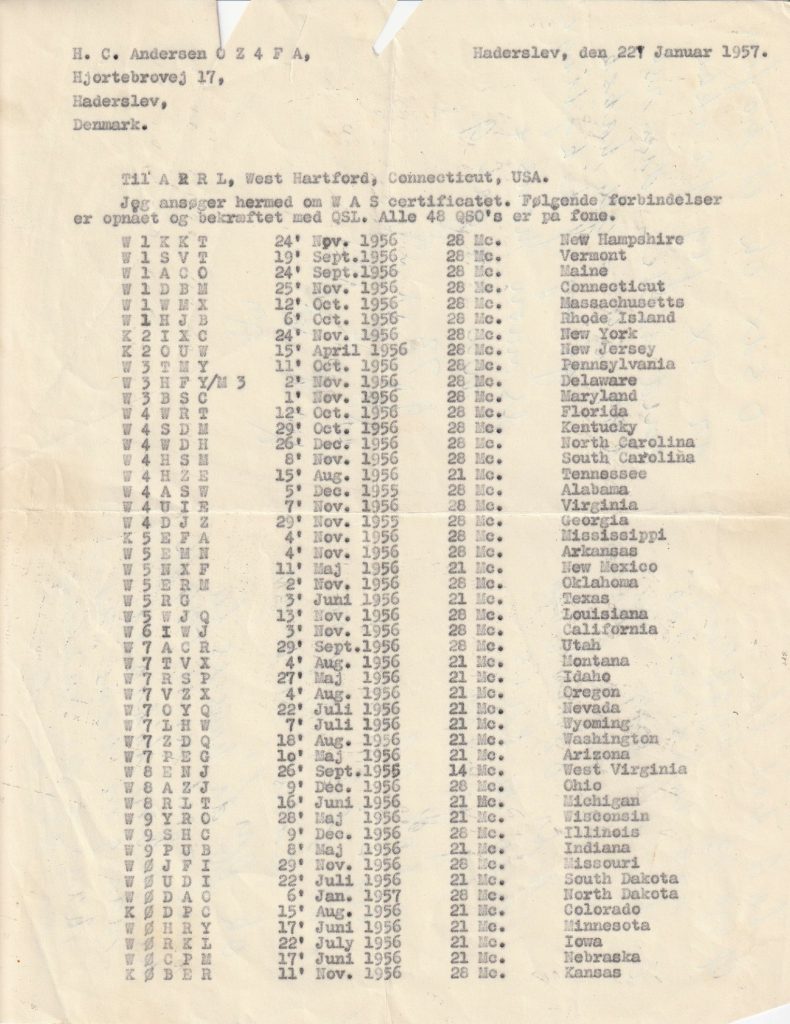 H. C. Andersen O Z 4 F A,
Haderslev, den 22' Januar 1957.
Hjortebrovej 17,
Haderslev,
Denmark.
Til A R R L, West Hartford, Connecticut, USA.
Jeg ansøger hermed om W A S certificatet. Følgende forbindelser
er opnået og bekræftet med QSL. Alle 48 QSO's er på fone.
W 1 K K T 24' Nov. 1956 28 Mc. New Hampshire
W 1 S V T 19' Sept.1956 28 Mc. Vermont
W 1 A C O 24' Sept.1956 28 Mc. Maine
W 1 D B M 25' Nov. 1956 28 Mc. Connecticut
W 1 W M X 12' Oct. 1956 28 Mc. Massachusetts
W 1 H J B 6' Oct. 1956 28 Mc. Rhode Island
K 2 I X C 24' Nov. 1956 28 Mc. New York
K 2 O U W 15' April 1956 28 Mc. New Jersey
W 3 T M Y 11' Oct. 1956 28 Mc. Pennsylvania
W 3 H F Y/M 3 2' Nov. 1956 28 Mc. Delaware
W 3 B S C 1' Nov. 1956 28 Mc. Maryland
W 4 W R T 12' Oct. 1956 28 Mc. Florida
W 4 S D M 29' Oct. 1956 28 Mc. Kentucky
W 4 W D H 26' Dec. 1956 28 Mc. North Carolina
W 4 H S M 8' Nov. 1956 28 Mc. South Carolina
W 4 H Z E 15' Aug. 1956 21 Mc. Tennessee
W 4 A S W 5' Dec. 1955 28 Mc. Alabama
W 4 U I E 7' Nov. 1956 28 Mc. Virginia
W 4 D J Z 29' Nov. 1955 28 Mc. Georgia
K 5 E F A 4' Nov. 1956 28 Mc. Mississippi
W 5 E M N 4' Nov. 1956 28 Mc. Arkansas
W 5 N X F 11' Maj 1956 21 Mc. New Mexico
W 5 E R M 2' Nov. 1956 28 Mc. Oklahoma
W 5 R G 3' Juni 1956 21 Mc. Texas
W 5 W J Q 13' Nov. 1956 28 Mc. Louisiana
W 6 I W J 3' Nov. 1956 28 Mc. California
W 7 A C R 29' Sept.1956 28 Mc. Utah
W 7 T V X 4' Aug. 1956 21 Mc. Montana
W 7 R S P 27' Maj 1956 21 Mc. Idaho
W 7 V Z X 4' Aug. 1956 21 Mc. Oregon
W 7 O Y Q 22' Juli 1956 21 Mc. Nevada
W 7 L H W 7' Juli 1956 21 Mc. Wyoming
W 7 Z D Q 18' Aug. 1956 21 Mc. Washington
W 7 P E G 1o' Maj 1956 21 Mc. Arizona
W 8 E N J 26' Sept.1955 14 Mc. West Virginia
W 8 A Z J 9' Dec. 1956 28 Mc. Ohio
W 8 R L T 16' Juni 1956 21 Mc. Michigan
W 9 Y R O 28' Maj 1956 21 Mc. Wisconsin
W 9 S H C 9' Dec. 1956 28 Mc. Illinois
W 9 P U B 8' Maj 1956 21 Mc. Indiana
W Ø J F I 29' Nov. 1956 28 Mc. Missouri
W Ø U D I 22' Juli 1956 21 Mc. South Dakota
W Ø D A O 6' Jan. 1957 28 Mc. North Dakota
K Ø D P C 15' Aug. 1956 21 Mc. Colorado
W Ø H R Y 17' Juni 1956 21 Mc. Minnesota
W Ø R K L 22' July 1956 21 Mc. Iowa
W Ø C P M 17' Juni 1956 21 Mc. Nebraska
K Ø B E R 11' Nov. 1956 28 Mc. Kansas